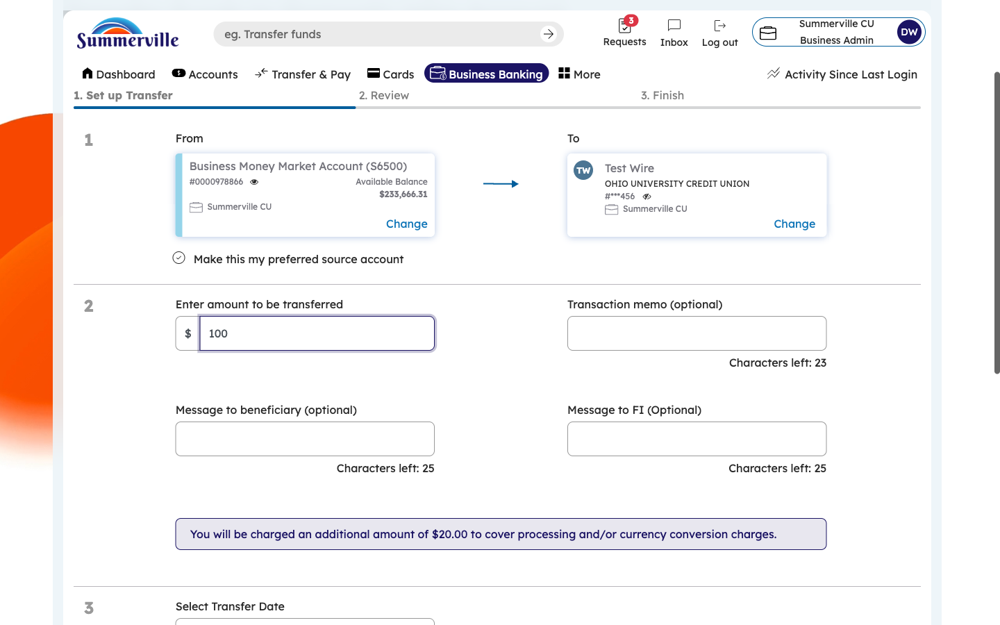 Summerville
eg. Transfer funds
3
Requests
Inbox
Log out
Summerville CU
Business Admin
DW
Dashboard
Accounts
Transfer & Pay
Cards
Business Banking
More
Activity Since Last Login
1. Set up Transfer
2. Review
3. Finish
1
From
To
Business Money Market Account (S6500)
#0000978866
Available Balance
$233,666.31
Summerville CU
Change
TW
Test Wire
OHIO UNIVERSITY CREDIT UNION
#***456
Summerville CU
Change
Make this my preferred source account
2
Enter amount to be transferred
Transaction memo (optional)
$ 100
Characters left: 23
Message to beneficiary (optional)
Message to FI (Optional)
Characters left: 25
Characters left: 25
You will be charged an additional amount of $20.00 to cover processing and/or currency conversion charges.
3
Select Transfer Date